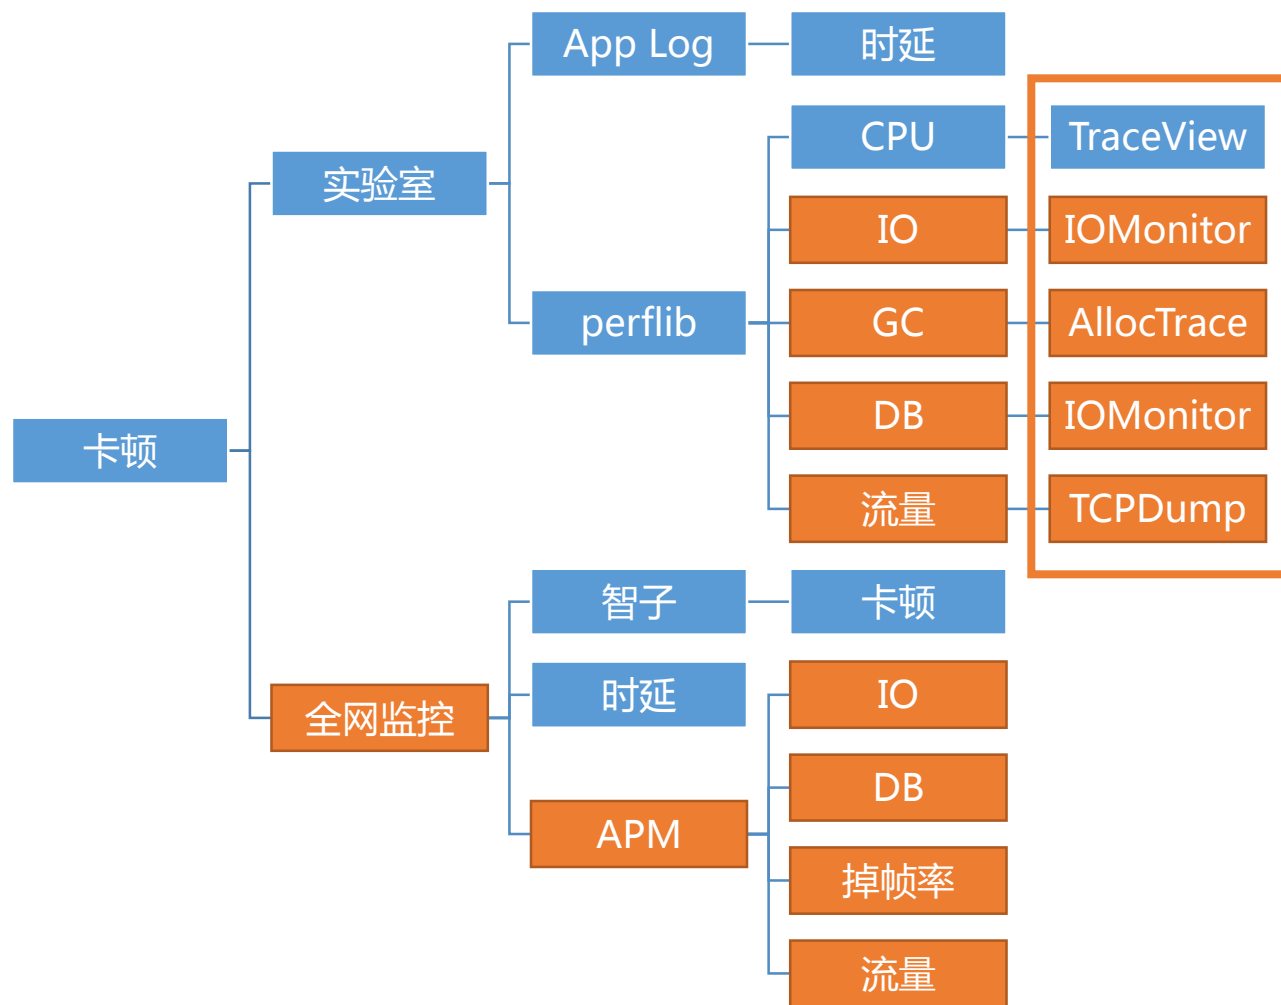 App Log
时延
CPU
TraceView
实验室
IO
IOMonitor
perflib
GC
AllocTrace
DB
IOMonitor
卡顿
流量
TCPDump
智子
卡顿
时延
IO
全网监控
DB
APM
掉帧率
流量